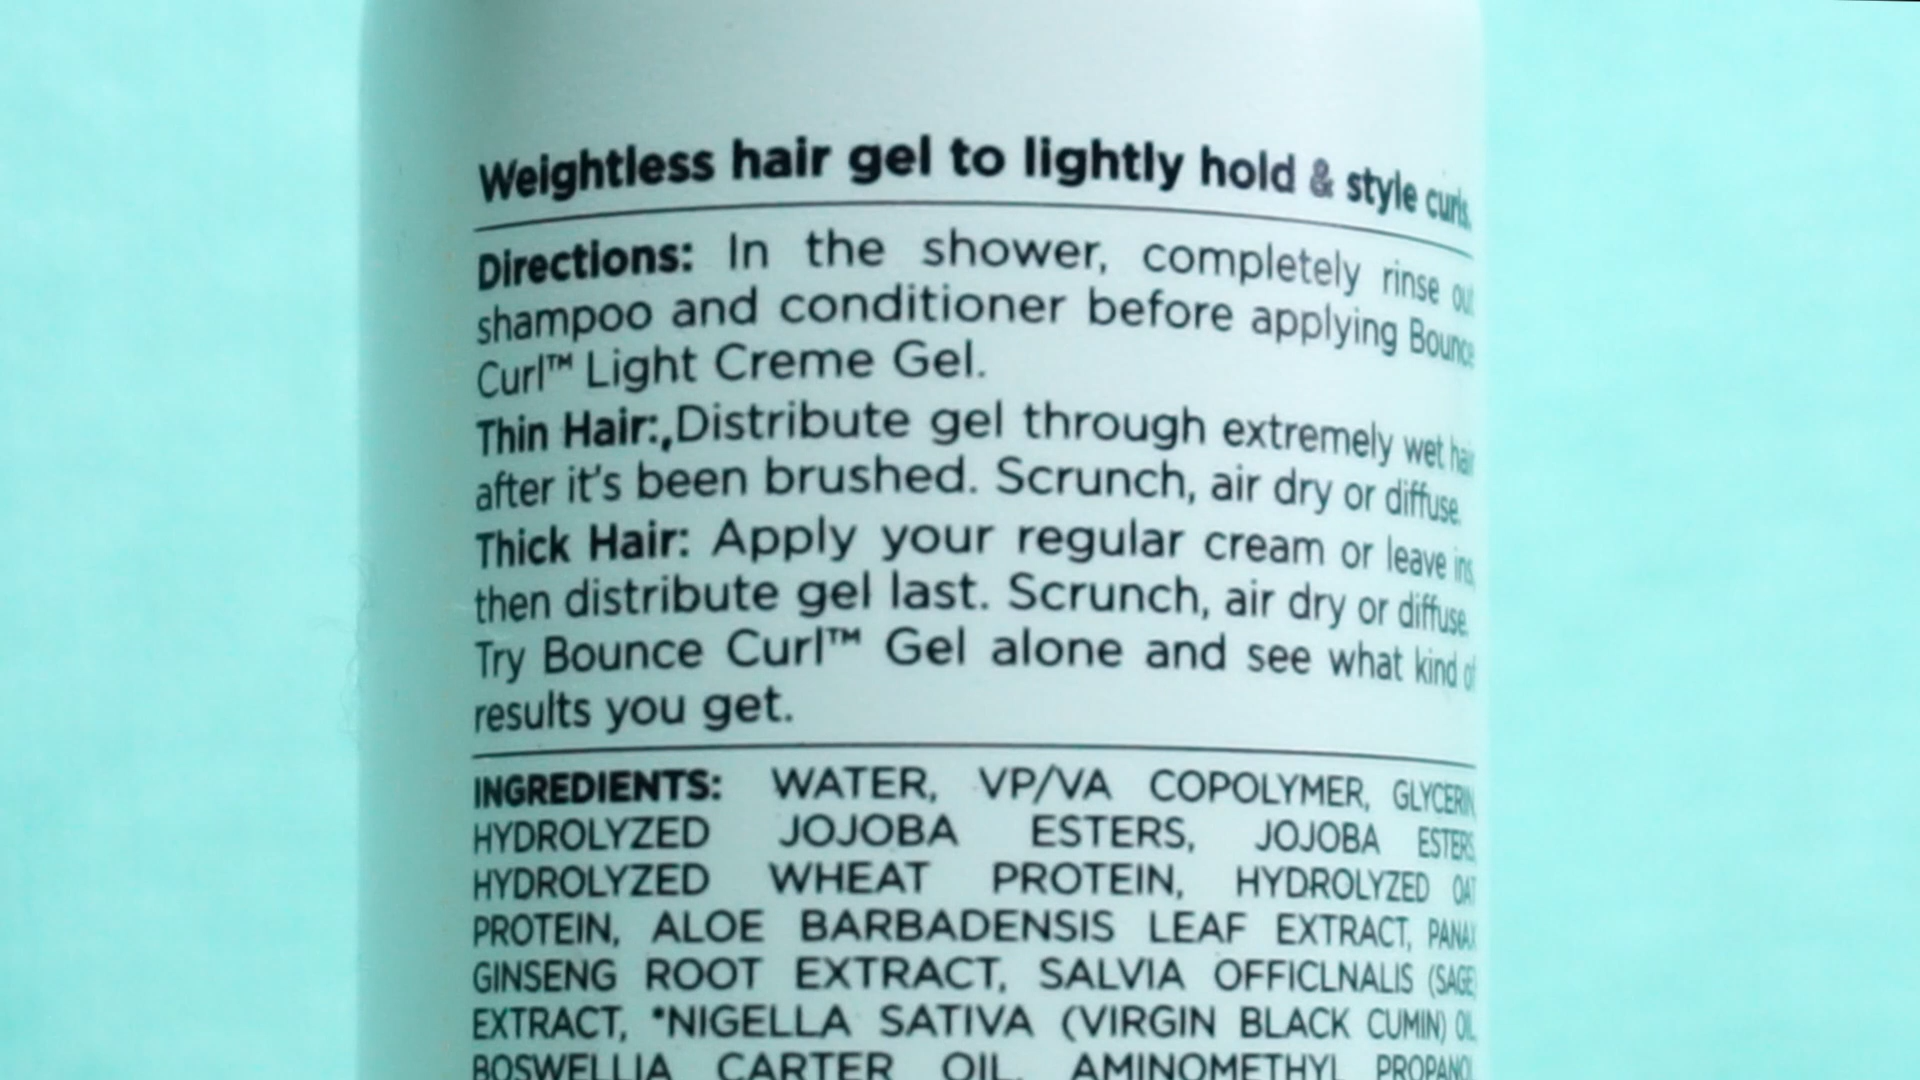 Weightless hair gel to lightly hold & style curls.
Directions: In the shower, completely rinse out
shampoo and conditioner before applying Bounce
Curl™ Light Creme Gel.
Thin Hair:,Distribute gel through extremely wet hair
after it's been brushed. Scrunch, air dry or diffuse.
Thick Hair: Apply your regular cream or leave ins,
then distribute gel last. Scrunch, air dry or diffuse.
Try Bounce Curl™ Gel alone and see what kind of
results you get.
INGREDIENTS: WATER, VP/VA COPOLYMER, GLYCERIN,
HYDROLYZED JOJOBA ESTERS, JOJOBA ESTERS,
HYDROLYZED WHEAT PROTEIN, HYDROLYZED OAT
PROTEIN, ALOE BARBADENSIS LEAF EXTRACT, PANAX
GINSENG ROOT EXTRACT, SALVIA OFFICLNALIS (SAGE)
EXTRACT, *NIGELLA SATIVA (VIRGIN BLACK CUMIN) OIL,
BOSWELLIA CARTER OIL, AMINOMETHYL PROPANOL,